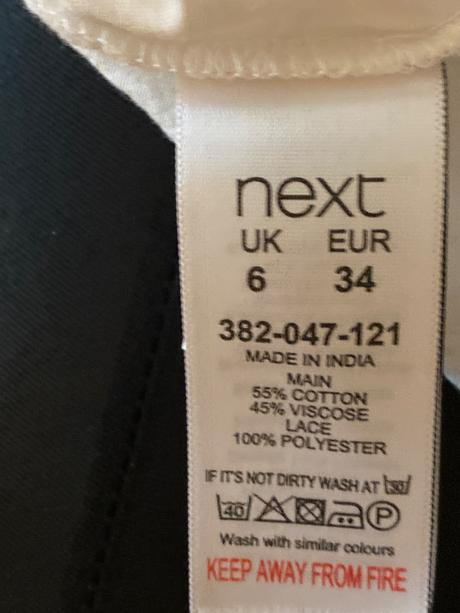 next
UK EUR
6 34
382-047-121
MADE IN INDIA
MAIN
55% COTTON
45% VISCOSE
LACE
100% POLYESTER
IF IT'S NOT DIRTY WASH AT 30
40 P
Wash with similar colours
KEEP AWAY FROM FIRE